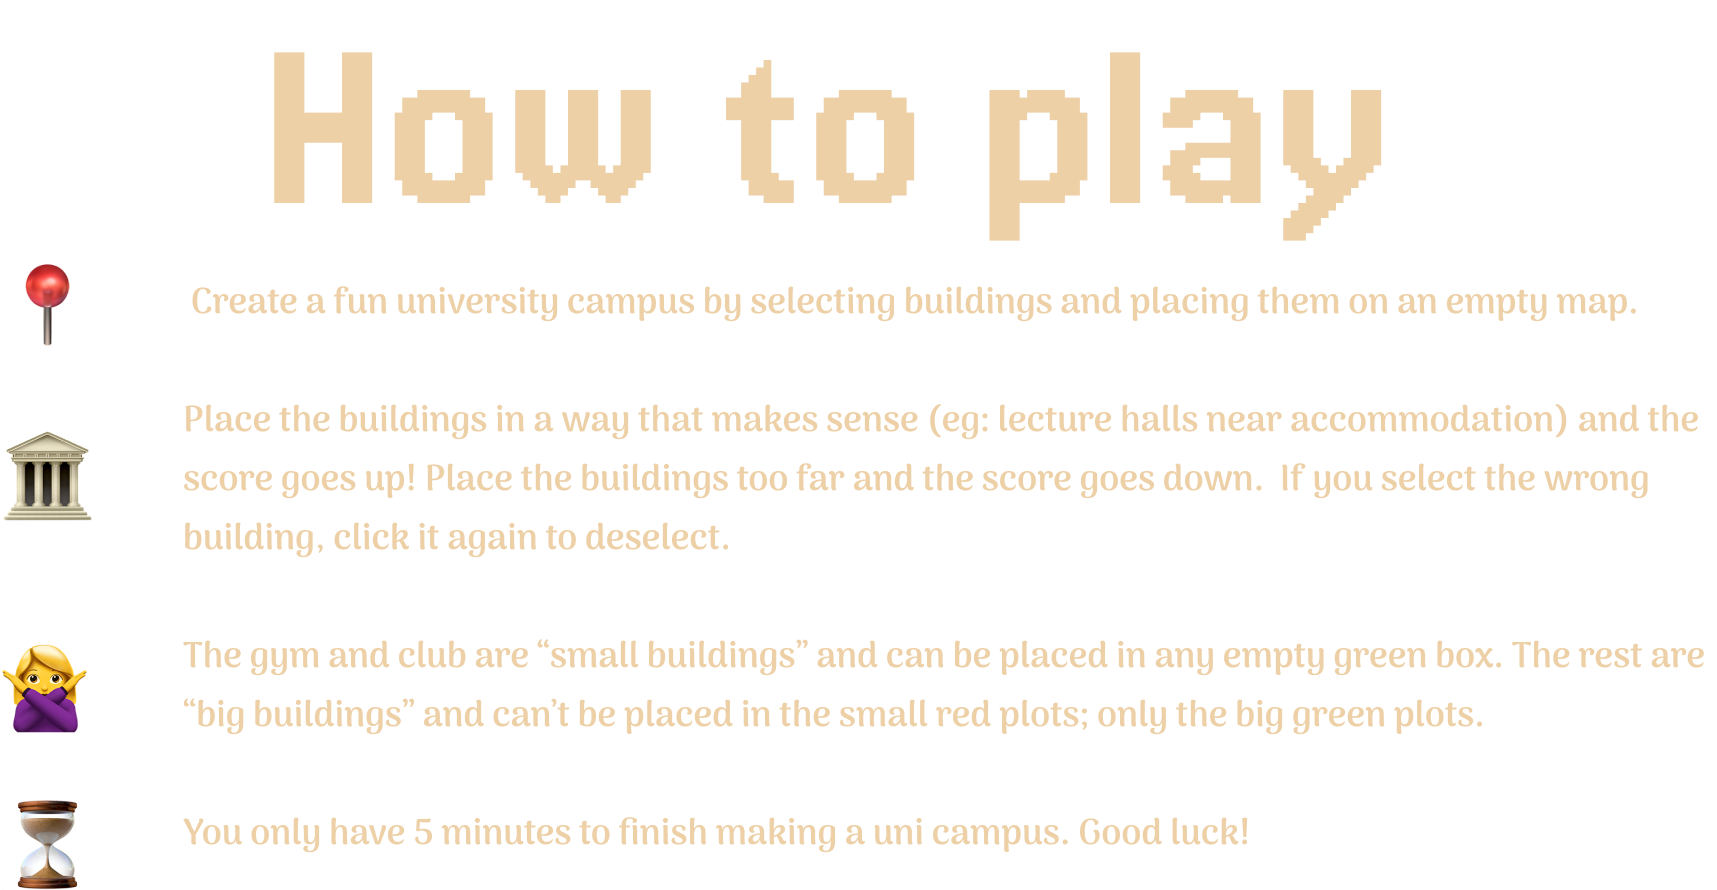 How to play
Create a fun university campus by selecting buildings and placing them on an empty map.
Place the buildings in a way that makes sense (eg: lecture halls near accommodation) and the
score goes up! Place the buildings too far and the score goes down.  If you select the wrong
building, click it again to deselect.
The gym and club are “small buildings” and can be placed in any empty green box. The rest are
“big buildings” and can’t be placed in the small red plots; only the big green plots.
You only have 5 minutes to finish making a uni campus. Good luck!